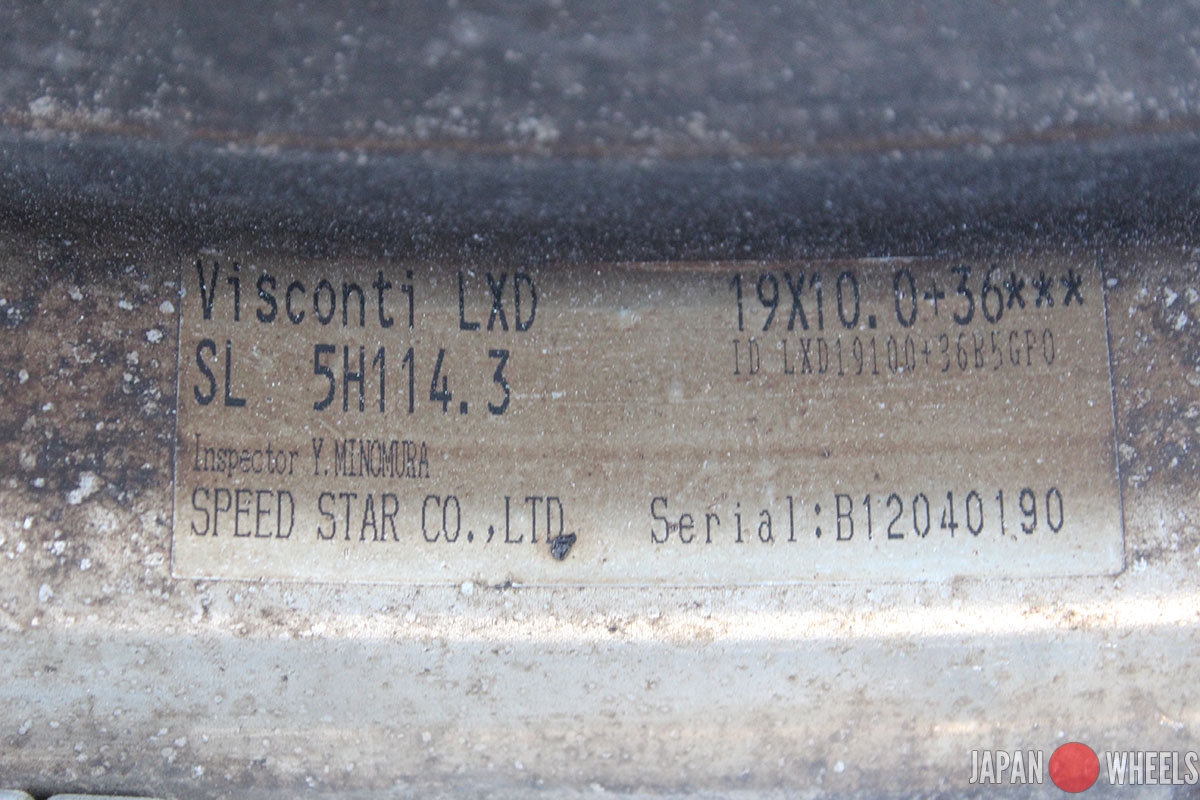 Visconti LXD 19X10.0+36***
SL 5H114.3 ID LXD19100+36B5GP0
Inspector Y.MINOMURA
SPEED STAR CO.,LTD. Serial:B12040190
JAPAN WHEELS